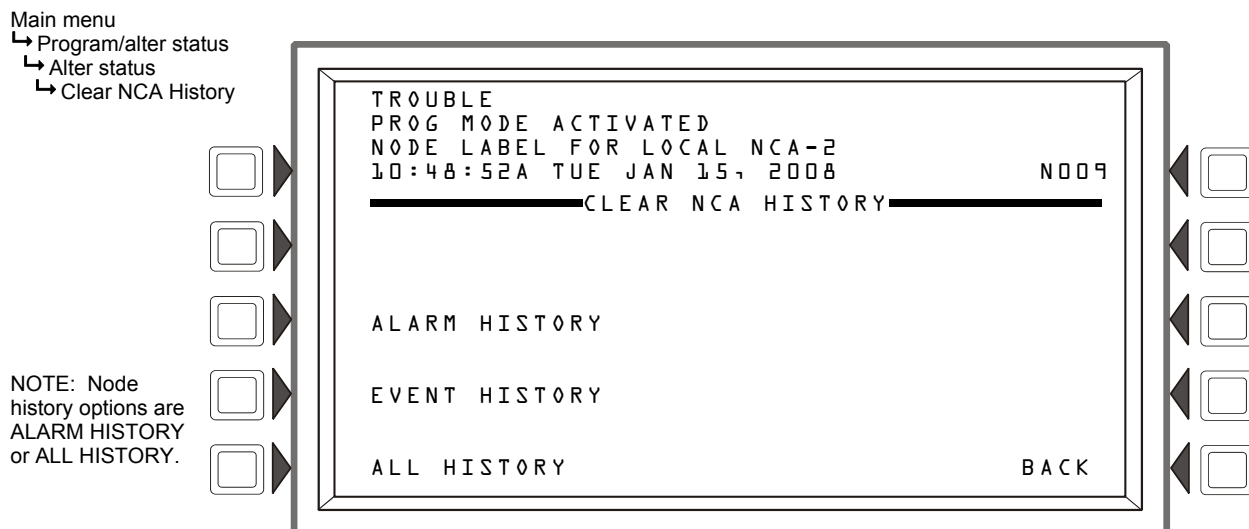 Main menu
Program/alter status
Alter status
Clear NCA History
TROUBLE
PROG MODE ACTIVATED
NODE LABEL FOR LOCAL NCA-2
10:48:52A TUE JAN 15, 2008 N009
CLEAR NCA HISTORY
ALARM HISTORY
NOTE: Node
history options are
ALARM HISTORY
or ALL HISTORY.
EVENT HISTORY
ALL HISTORY BACK